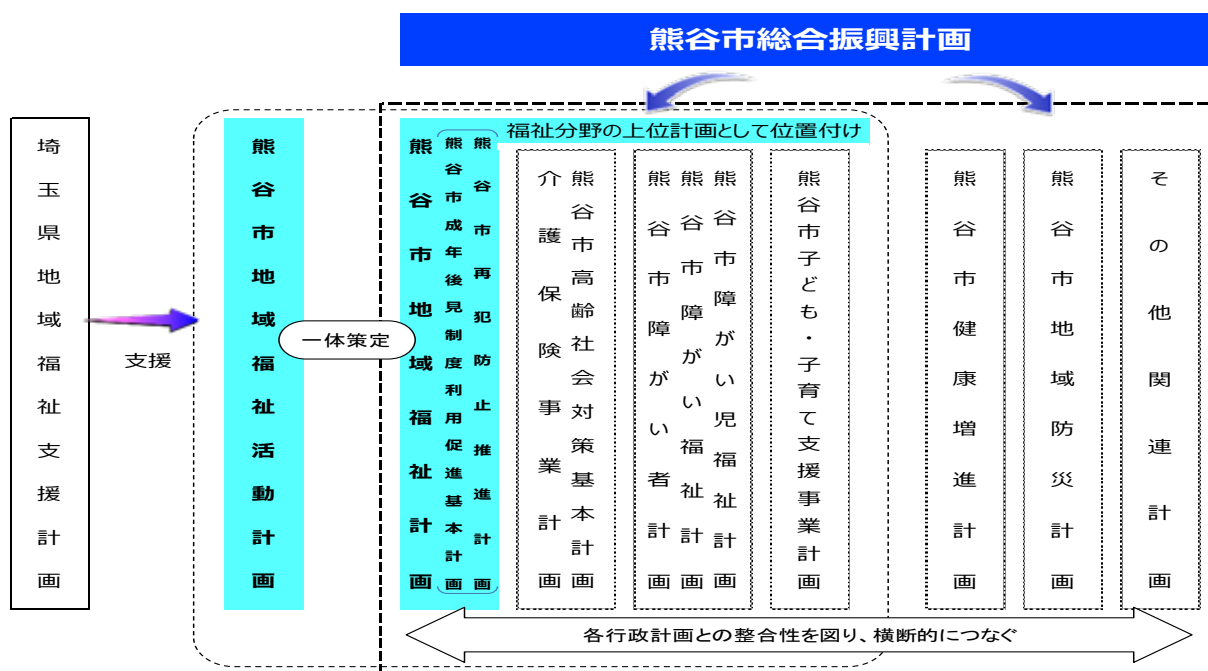 熊谷市総合振興計画
福祉分野の上位計画として位置付け
埼玉県地域福祉支援計画
支援
熊谷市地域福祉活動計画
一体策定
熊谷市地域福祉計画
熊谷市成年後見制度利用促進基本計画
熊谷市再犯防止推進計画
熊谷市高齢社会対策基本計画
介護保険事業計画
熊谷市障がい者計画
熊谷市障がい福祉計画
熊谷市障がい児福祉計画
熊谷市子ども・子育て支援事業計画
熊谷市健康増進計画
熊谷市地域防災計画
その他関連計画
各行政計画との整合性を図り、横断的につなぐ